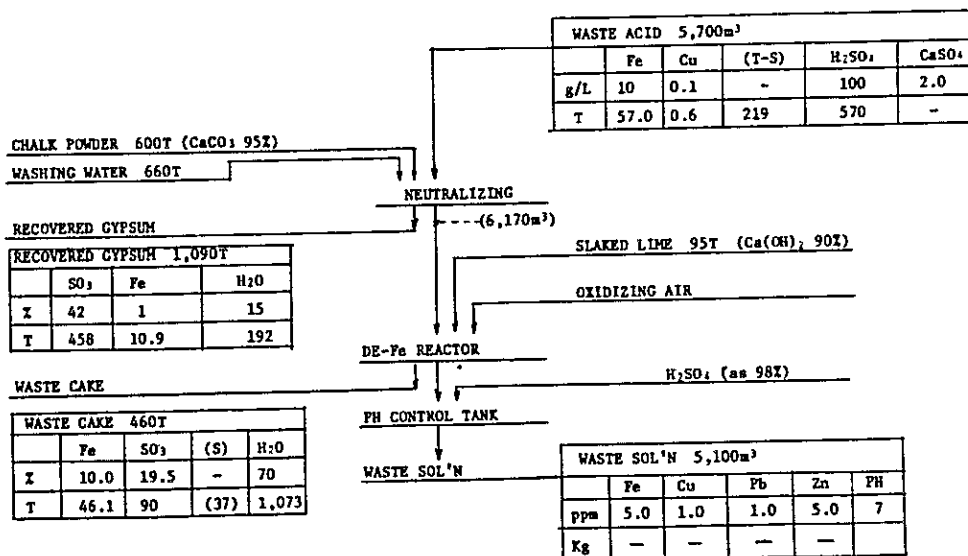 WASTE ACID 5,700m³
Fe Cu (T-S) H₂SO₄ CaSO₄
g/L 10 0.1 - 100 2.0
T 57.0 0.6 219 570 -
CHALK POWDER 600T (CaCO₃ 95%)
WASHING WATER 660T
NEUTRALIZING
(6,170m³)
RECOVERED GYPSUM
SLAKED LIME 95T (Ca(OH)₂ 90%)
RECOVERED GYPSUM 1,090T
SO₃ Fe H₂O
% 42 1 15
T 458 10.9 192
OXIDIZING AIR
DE-Fe REACTOR
WASTE CAKE
H₂SO₄ (as 98%)
PH CONTROL TANK
WASTE CAKE 460T
Fe SO₃ (S) H₂O
% 10.0 19.5 - 70
T 46.1 90 (37) 1,073
WASTE SOL'N
WASTE SOL'N 5,100m³
Fe Cu Pb Zn PH
ppm 5.0 1.0 1.0 5.0 7
Kg — — — —